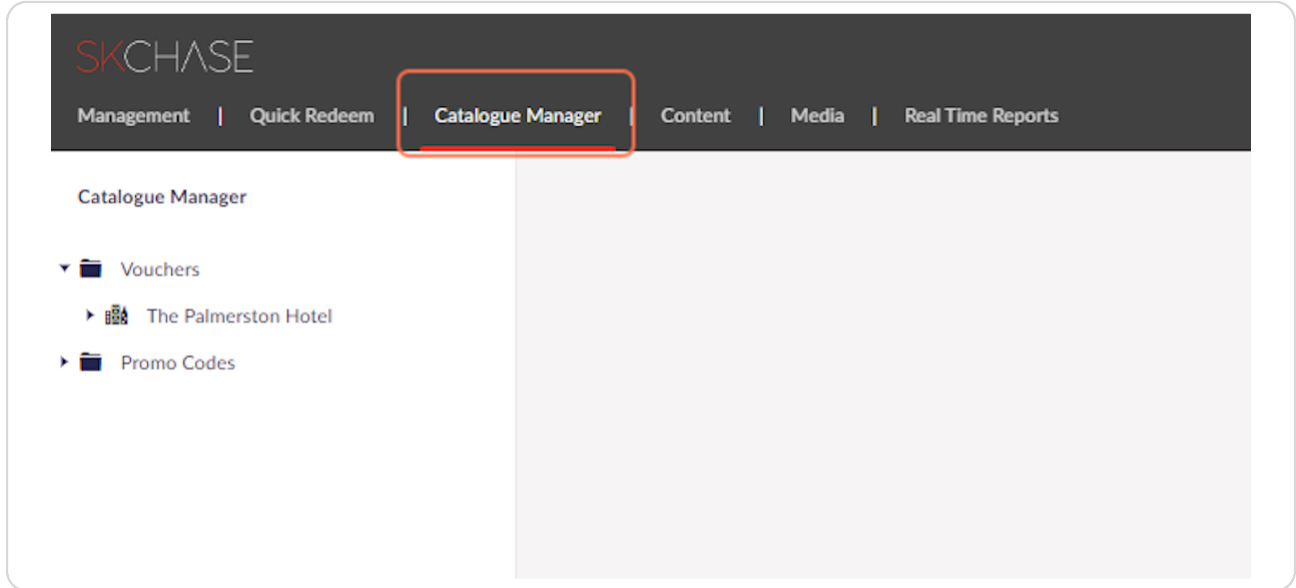 SKCHASE
Management | Quick Redeem | Catalogue Manager | Content | Media | Real Time Reports
Catalogue Manager
Vouchers
The Palmerston Hotel
Promo Codes